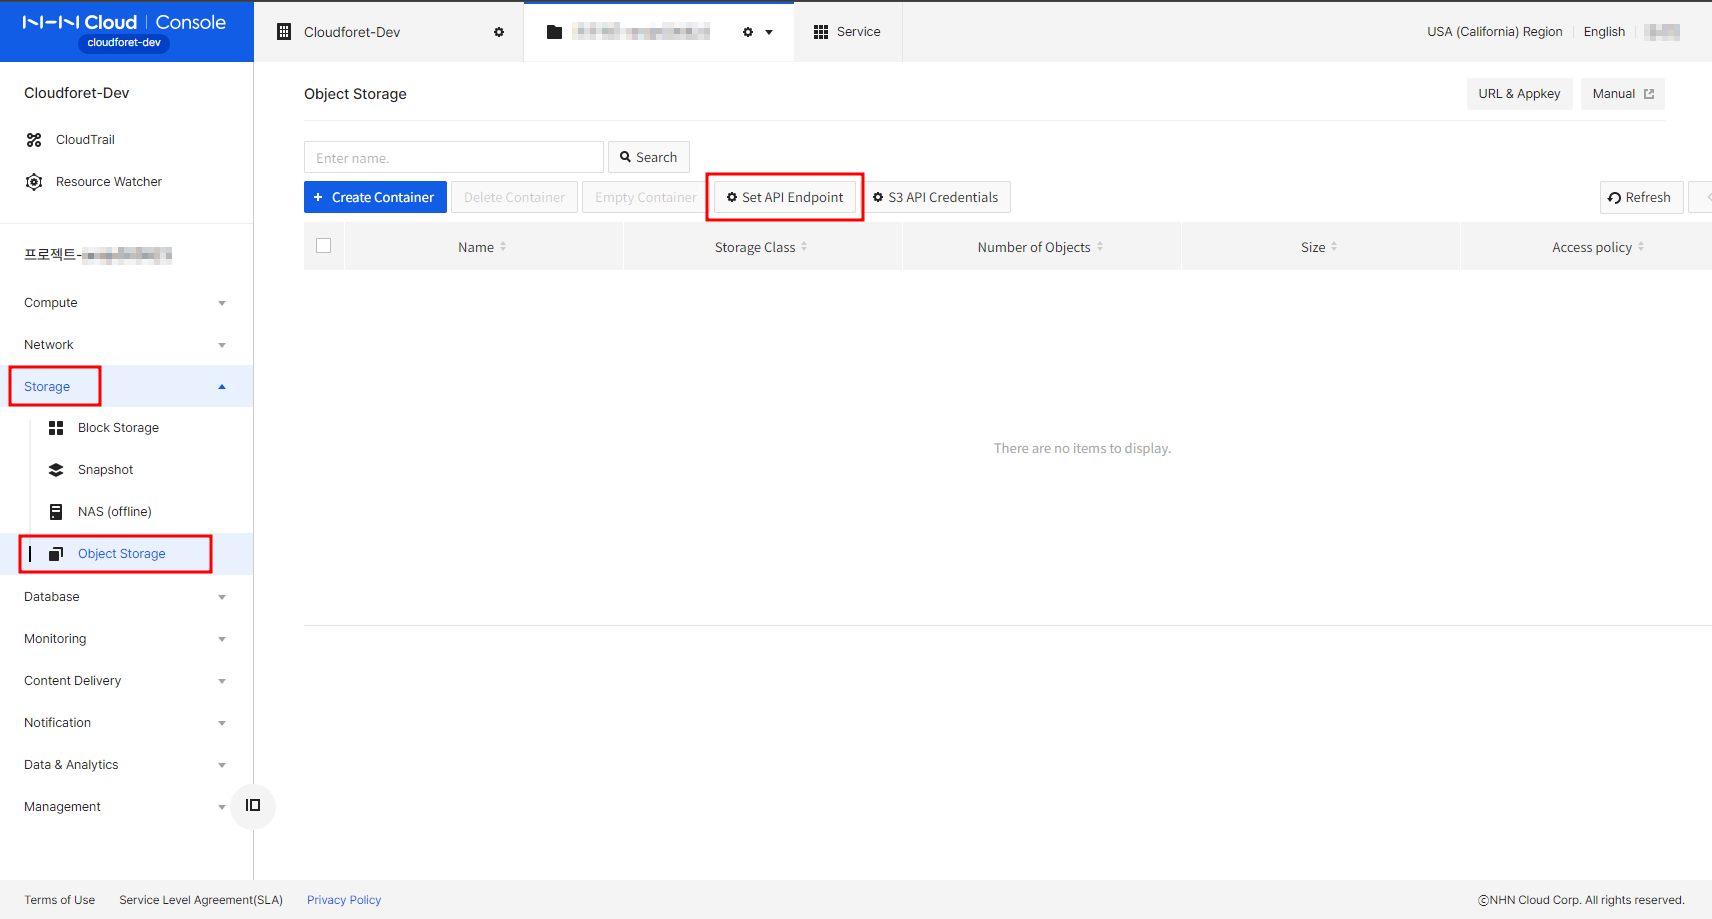 NHN Cloud | Console
cloudforet-dev
Cloudforet-Dev
Service
USA (California) Region
English
Cloudforet-Dev
CloudTrail
Resource Watcher
프로젝트-
Compute
Network
Storage
Block Storage
Snapshot
NAS (offline)
Object Storage
Database
Monitoring
Content Delivery
Notification
Data & Analytics
Management
Object Storage
URL & Appkey
Manual
Enter name.
Search
+ Create Container
Delete Container
Empty Container
Set API Endpoint
S3 API Credentials
Refresh
Name
Storage Class
Number of Objects
Size
Access policy
There are no items to display.
Terms of Use
Service Level Agreement(SLA)
Privacy Policy
©NHN Cloud Corp. All rights reserved.